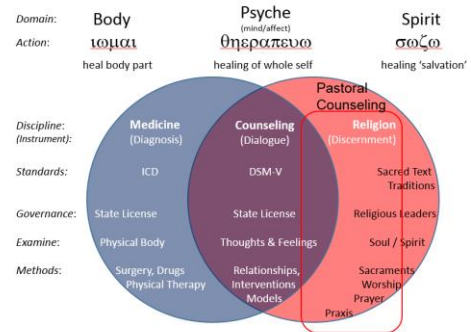 Domain: Body Psyche Spirit
(mind/affect)
Action: ιωμαι θηεραπευω σωζω
heal body part healing of whole self healing ‘salvation’
Pastoral
Counseling
Discipline: Medicine Counseling Religion
(Instrument): (Diagnosis) (Dialogue) (Discernment)
Standards: ICD DSM-V Sacred Text
Traditions
Governance: State License State License Religious Leaders
Examine: Physical Body Thoughts & Feelings Soul / Spirit
Methods: Surgery, Drugs Relationships, Sacraments
Physical Therapy Interventions Worship
Models Prayer
Praxis